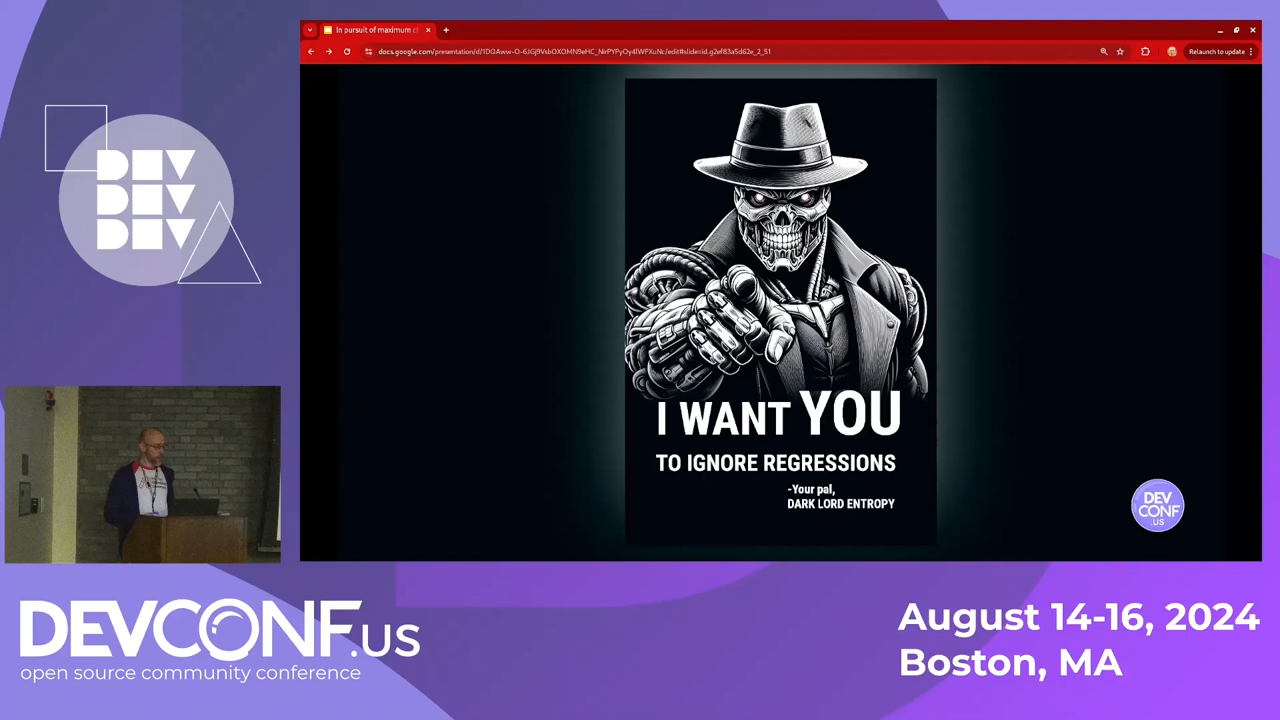 In pursuit of maximum c
docs.google.com/presentation/d/1DQAww-O-6JGj9VsbOXOMN9eHC_NirPYPyOy4lWFXuNc/edit#slide=id.g2ef83a5d62e_2_51
Relaunch to update
DEV
DEV
DEV
I WANT YOU
TO IGNORE REGRESSIONS
-Your pal,
DARK LORD ENTROPY
DEV
CONF
.US
DEVCONF.us
open source community conference
August 14-16, 2024
Boston, MA